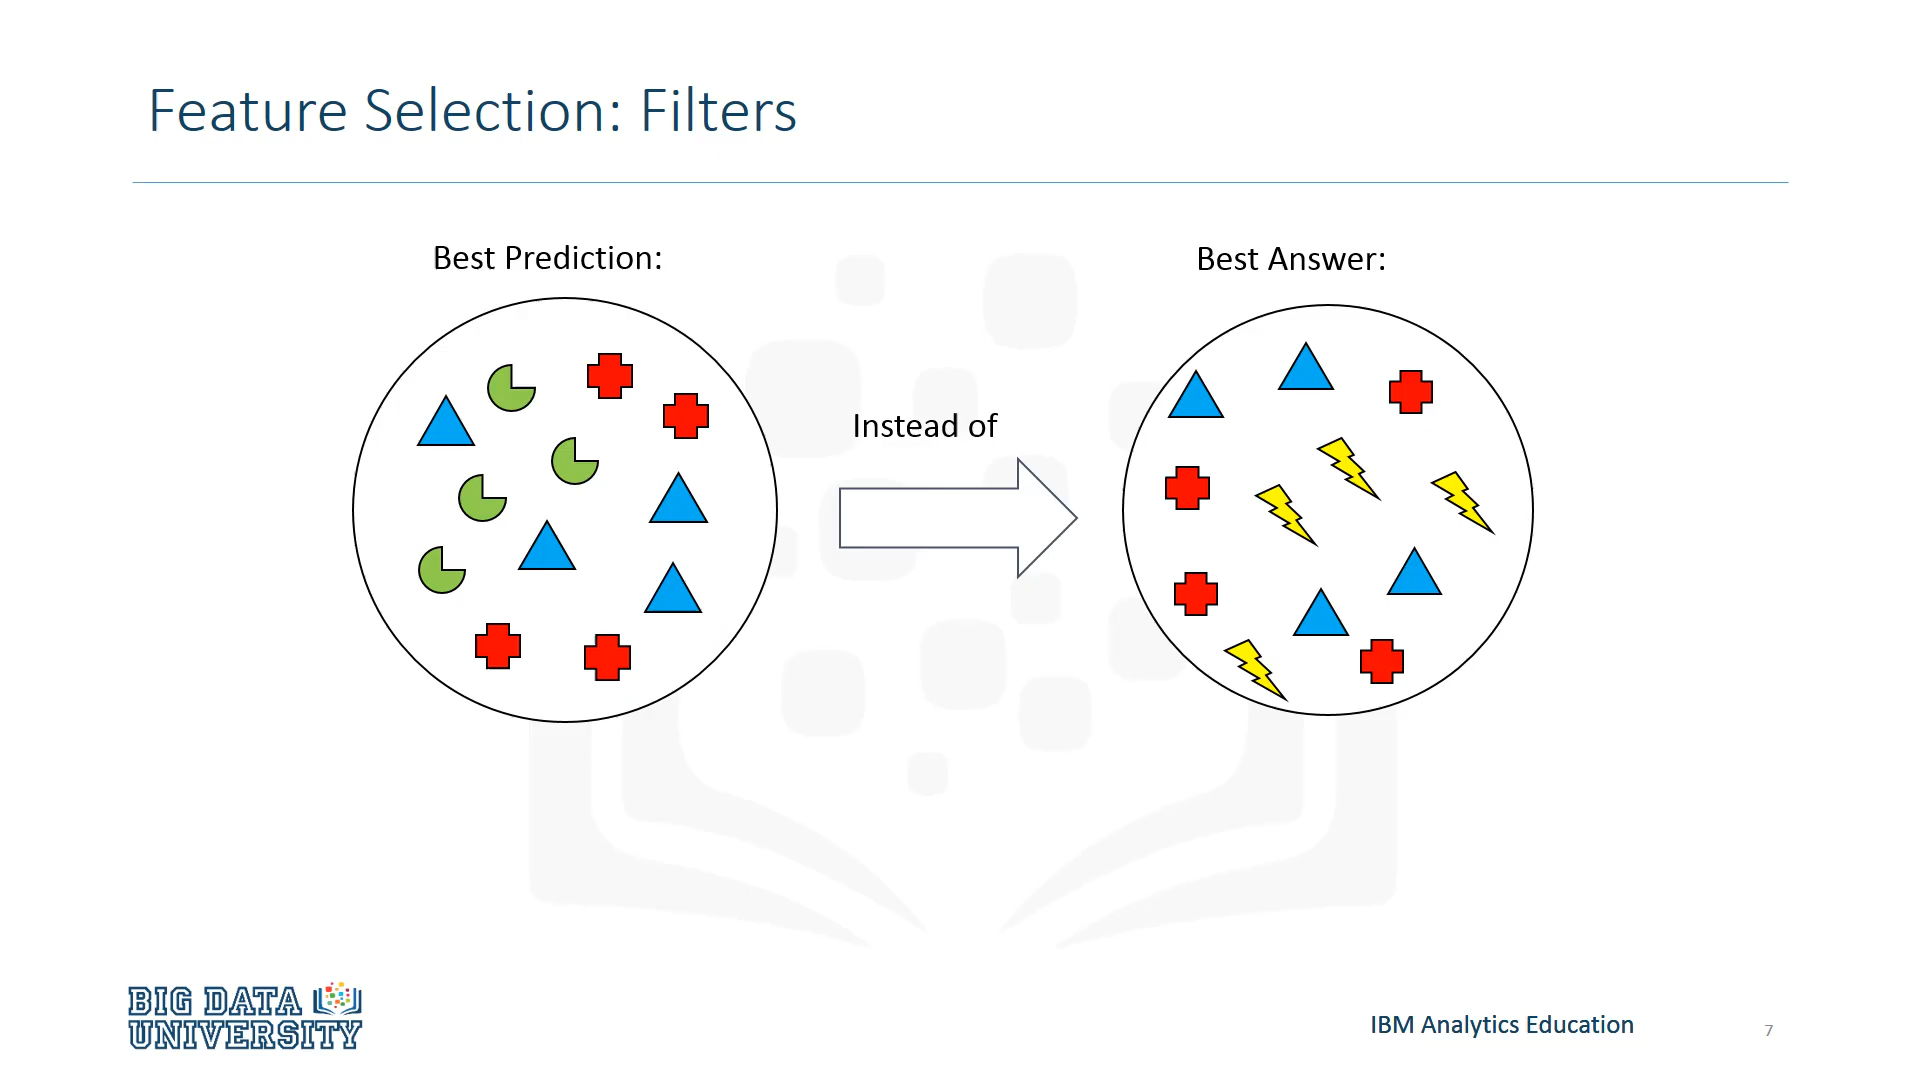 Feature Selection: Filters
Best Prediction:
Best Answer:
Instead of
BIG DATA
UNIVERSITY
IBM Analytics Education
7